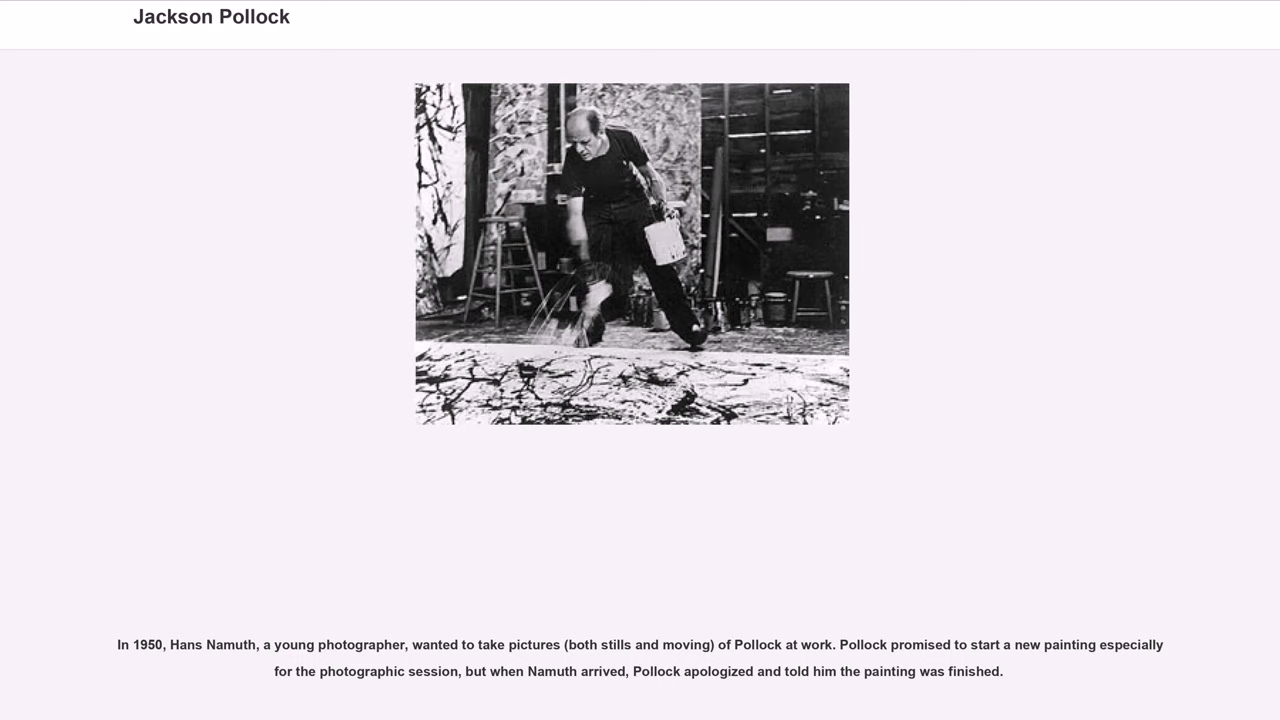 Jackson Pollock
In 1950, Hans Namuth, a young photographer, wanted to take pictures (both stills and moving) of Pollock at work. Pollock promised to start a new painting especially
for the photographic session, but when Namuth arrived, Pollock apologized and told him the painting was finished.